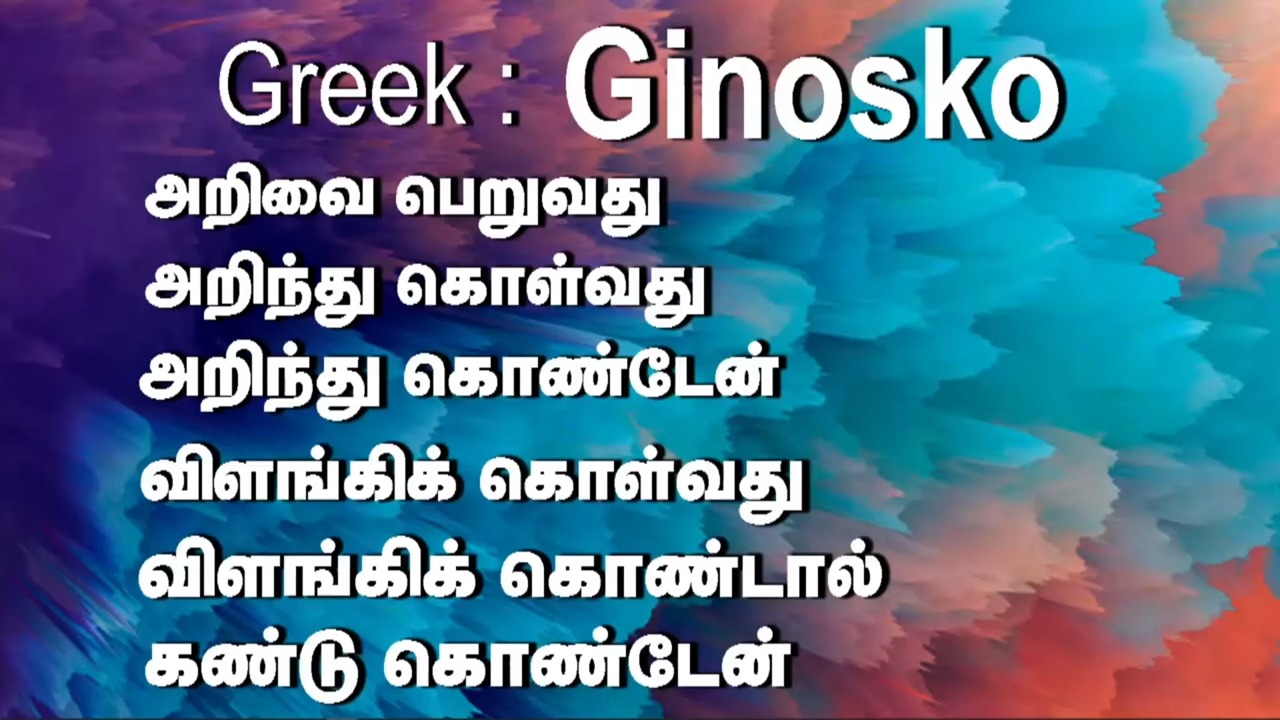 Greek : Ginosko
அறிவை பெறுவது
அறிந்து கொள்வது
அறிந்து கொண்டேன்
விளங்கிக் கொள்வது
விளங்கிக் கொண்டால்
கண்டு கொண்டேன்